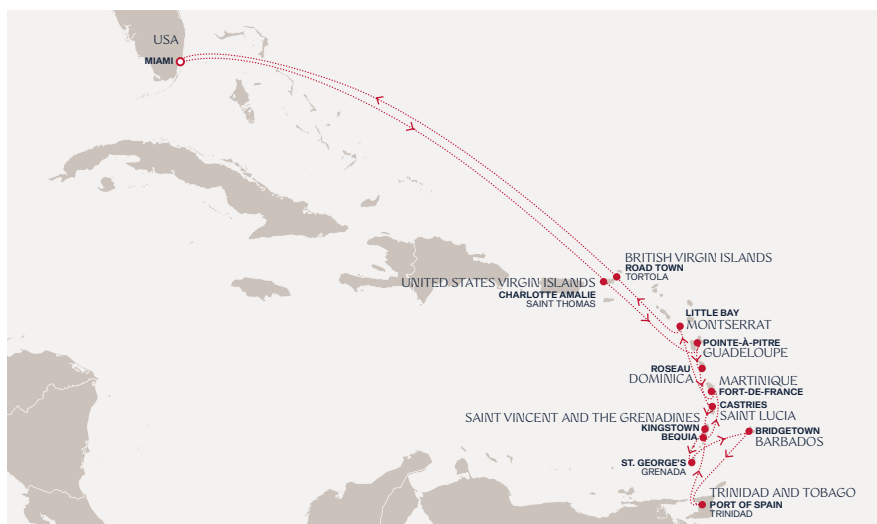 USA
MIAMI
BRITISH VIRGIN ISLANDS
ROAD TOWN
TORTOLA
UNITED STATES VIRGIN ISLANDS
CHARLOTTE AMALIE
SAINT THOMAS
LITTLE BAY
MONTSERRAT
POINTE-À-PITRE
GUADELOUPE
ROSEAU
DOMINICA
MARTINIQUE
FORT-DE-FRANCE
CASTRIES
SAINT LUCIA
SAINT VINCENT AND THE GRENADINES
KINGSTOWN
BEQUIA
BRIDGETOWN
BARBADOS
ST. GEORGE'S
GRENADA
TRINIDAD AND TOBAGO
PORT OF SPAIN
TRINIDAD